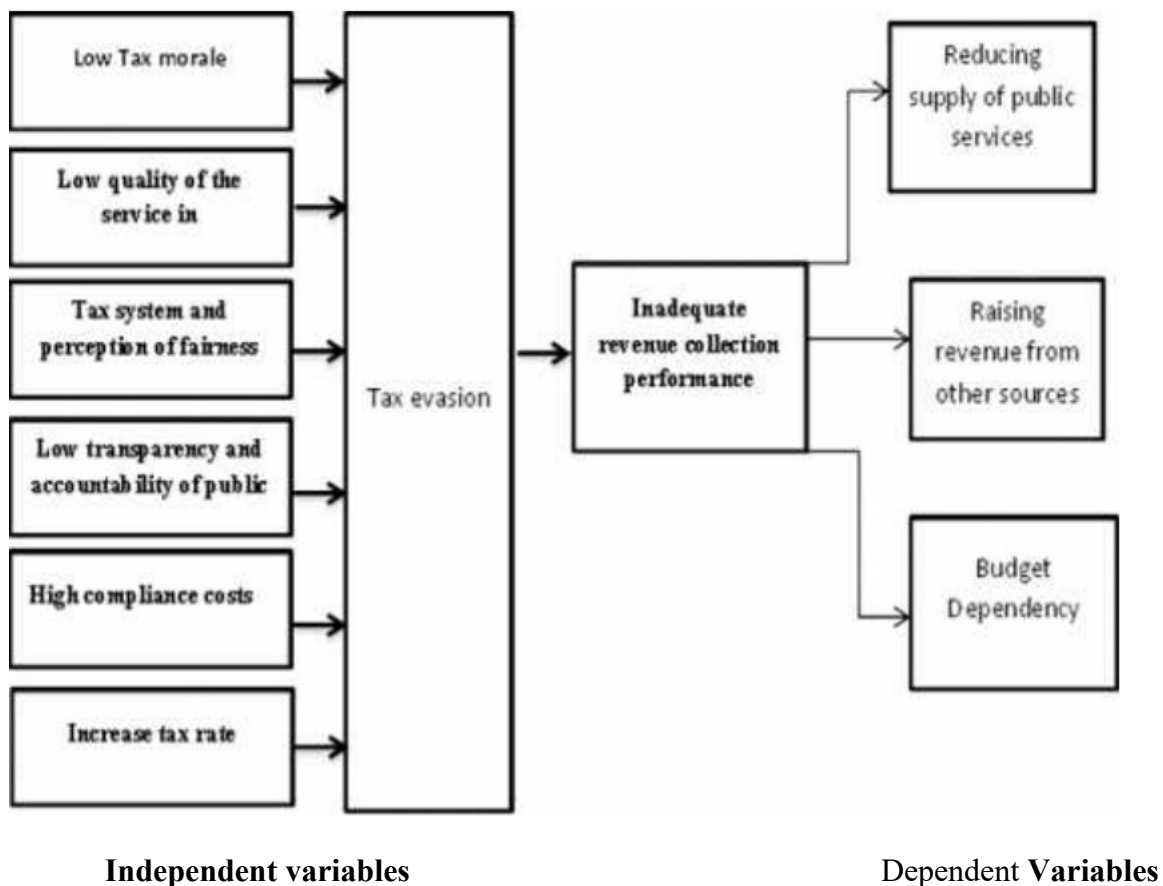 Low Tax morale
Low quality of the
service in
Tax system and
perception of fairness
Low transparency and
accountability of public
High compliance costs
Increase tax rate
Tax evasion
Inadequate
revenue collection
performance
Reducing
supply of public
services
Raising
revenue from
other sources
Budget
Dependency
Independent variables
Dependent Variables